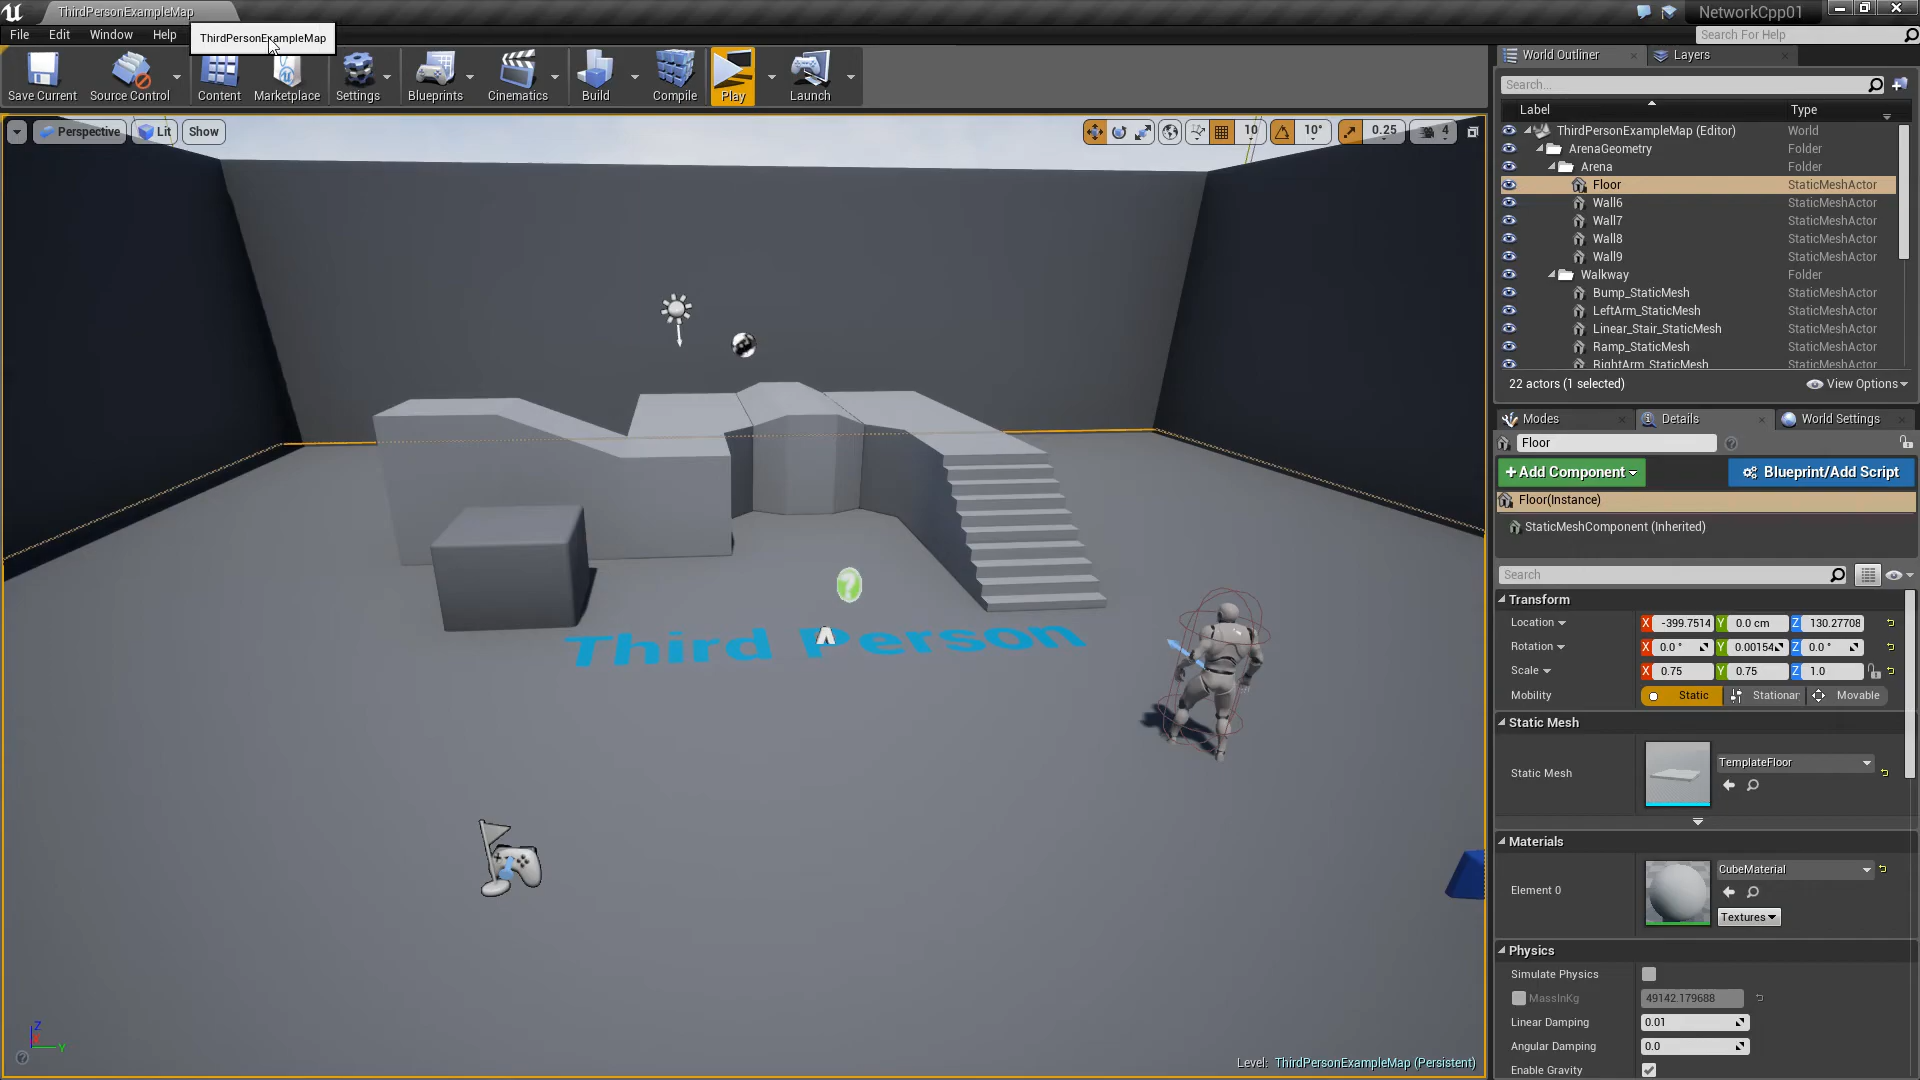 ThirdPersonExampleMap
NetworkCpp01
File Edit Window Help
ThirdPersonExampleMap
Search For Help
Save Current
Source Control
Content
Marketplace
Settings
Blueprints
Cinematics
Build
Compile
Play
Launch
Perspective
Lit
Show
10
10°
0.25
4
Third Person
Level: ThirdPersonExampleMap (Persistent)
Z
Y
World Outliner
Layers
Search...
Label Type
ThirdPersonExampleMap (Editor) World
ArenaGeometry Folder
Arena Folder
Floor StaticMeshActor
Wall6 StaticMeshActor
Wall7 StaticMeshActor
Wall8 StaticMeshActor
Wall9 StaticMeshActor
Walkway Folder
Bump_StaticMesh StaticMeshActor
LeftArm_StaticMesh StaticMeshActor
Linear_Stair_StaticMesh StaticMeshActor
Ramp_StaticMesh StaticMeshActor
RightArm_StaticMesh StaticMeshActor
22 actors (1 selected)
View Options
Modes
Details
World Settings
Floor
+Add Component
Blueprint/Add Script
Floor(Instance)
StaticMeshComponent (Inherited)
Search
Transform
Location X -399.7514 Y 0.0 cm Z 130.27708
Rotation X 0.0 ° Y 0.00154 Z 0.0 °
Scale X 0.75 Y 0.75 Z 1.0
Mobility Static Stationar Movable
Static Mesh
Static Mesh TemplateFloor
Materials
Element 0 CubeMaterial
Textures
Physics
Simulate Physics
MassInKg 49142.179688
Linear Damping 0.01
Angular Damping 0.0
Enable Gravity